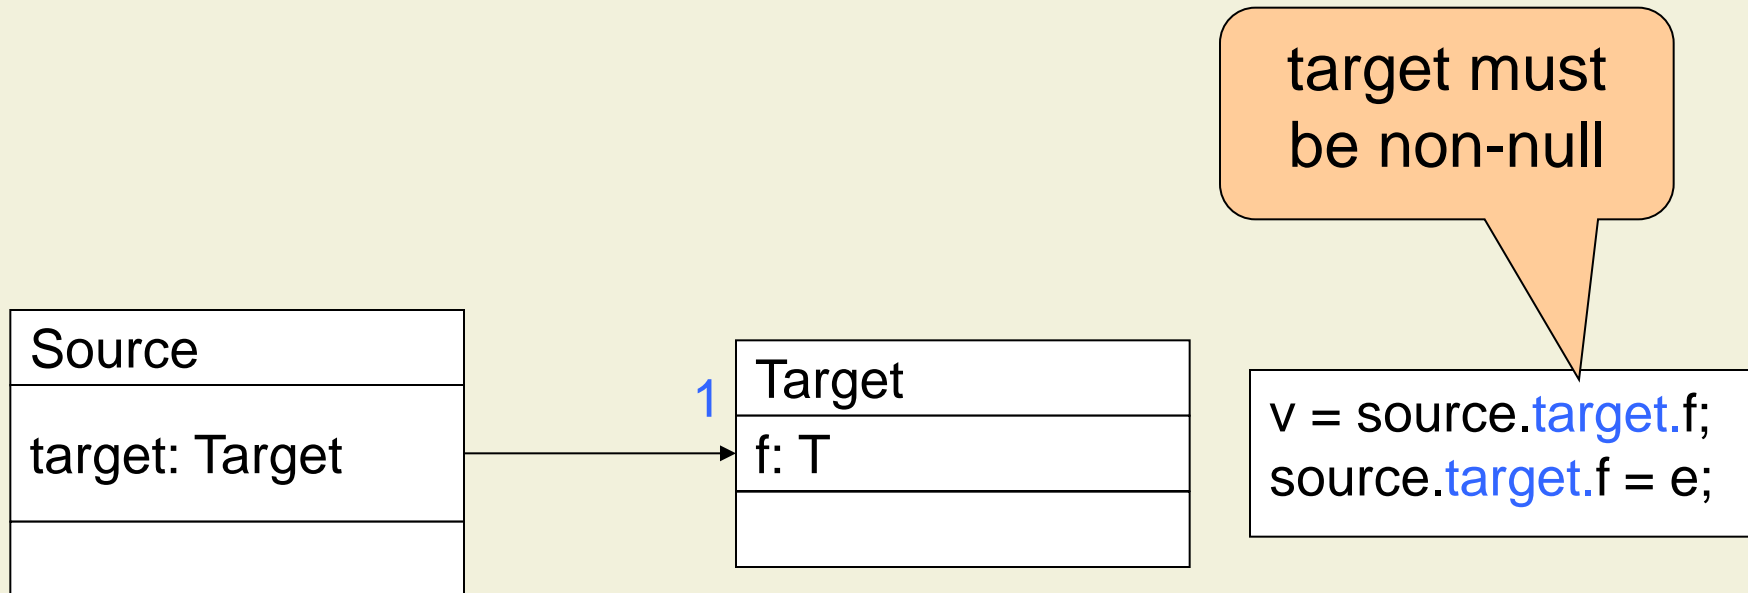 target must
be non-null
Source
target: Target
1
Target
f: T
v = source.target.f;
source.target.f = e;